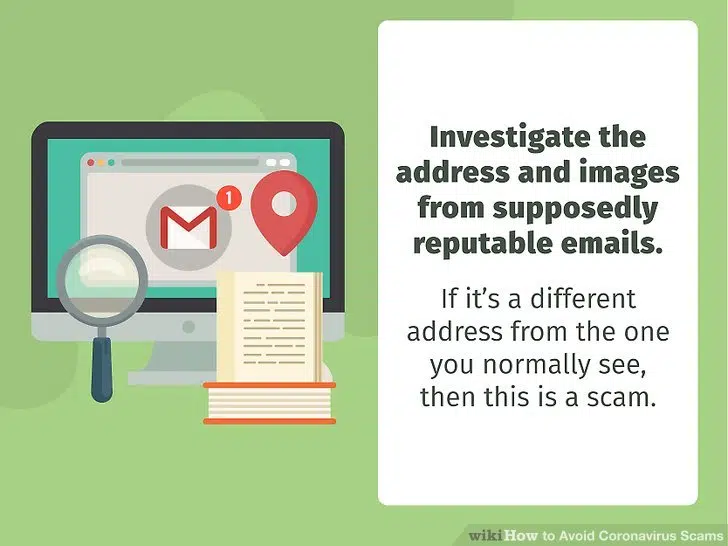 Investigate the
address and images
from supposedly
reputable emails.
If it's a different
address from the one
you normally see,
then this is a scam.
1
wikiHow to Avoid Coronavirus Scams